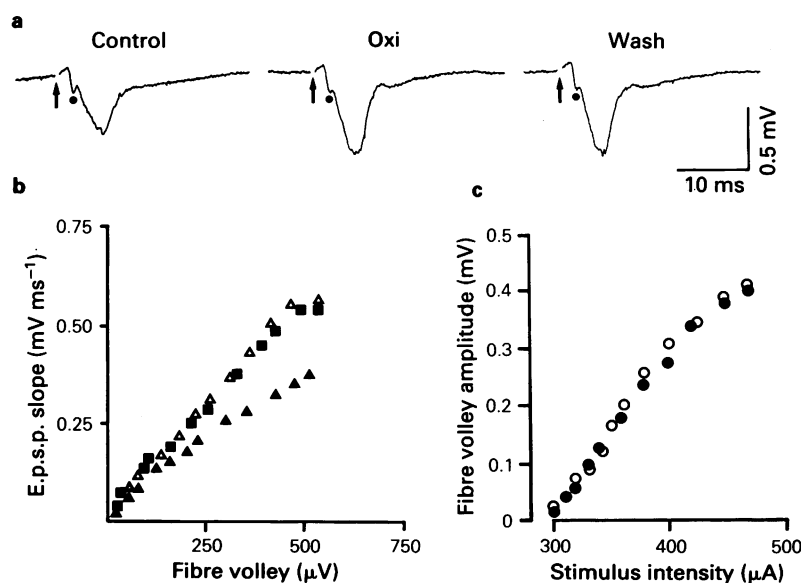 a
Control Oxi Wash
0.5 mV
10 ms
b
E.p.s.p. slope (mV ms⁻¹)
0.75
0.50
0.25
250 500 750
Fibre volley (μV)
c
Fibre volley amplitude (mV)
0.5
0.4
0.3
0.2
0.1
0
300 400 500
Stimulus intensity (μA)